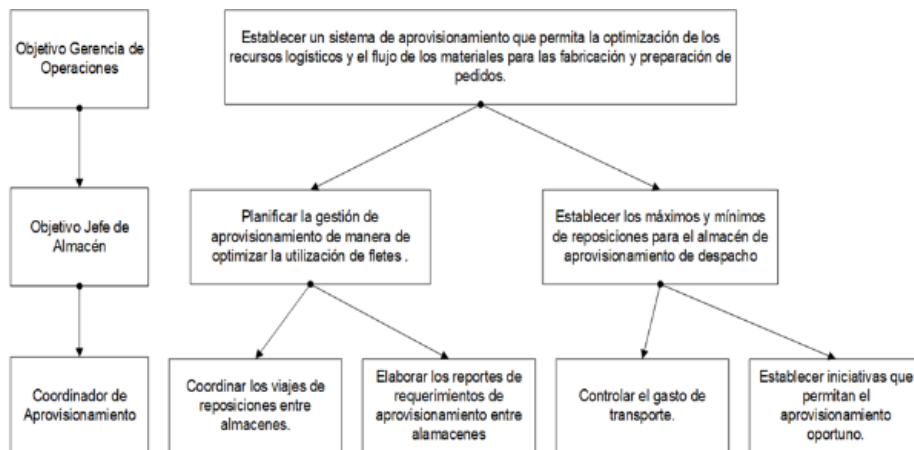 Objetivo Gerencia de
Operaciones
Establecer un sistema de aprovisionamiento que permita la optimización de los
recursos logísticos y el flujo de los materiales para las fabricación y preparación de
pedidos.
Objetivo Jefe de
Almacén
Planificar la gestión de
aprovisionamiento de manera de
optimizar la utilización de fletes .
Establecer los máximos y mínimos
de reposiciones para el almacén de
aprovisionamiento de despacho
Coordinador de
Aprovisionamiento
Coordinar los viajes de
reposiciones entre
almacenes.
Elaborar los reportes de
requerimientos de
aprovisionamiento entre
alamacenes
Controlar el gasto de
transporte.
Establecer iniciativas que
permitan el
aprovisionamiento
oportuno.